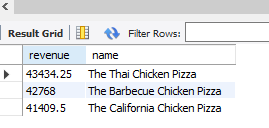 Result Grid Filter Rows:
revenue name
43434.25 The Thai Chicken Pizza
42768 The Barbecue Chicken Pizza
41409.5 The California Chicken Pizza